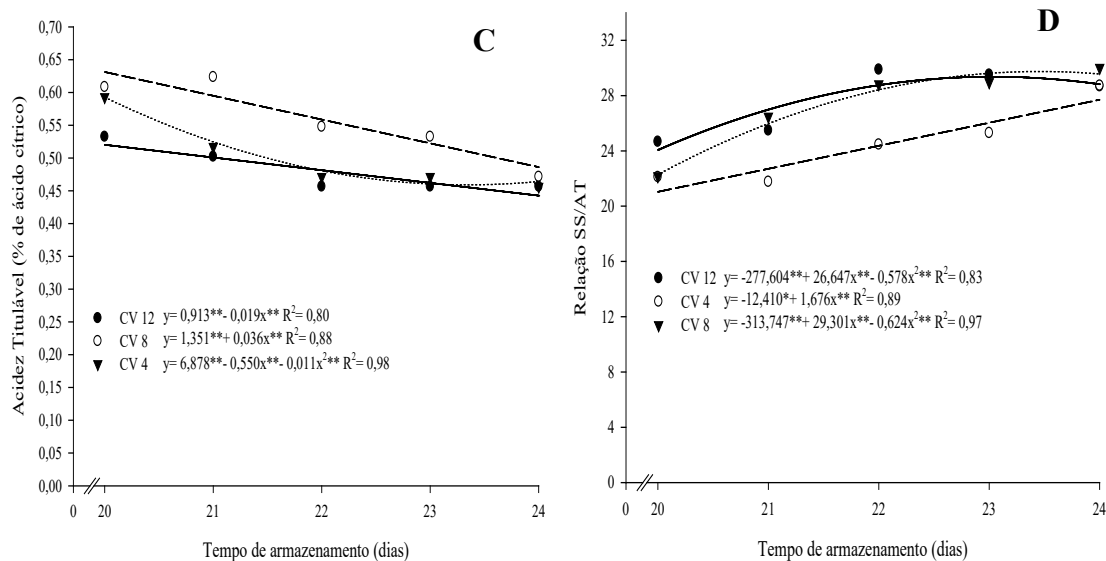 C
Acidez Titulável (% de ácido cítrico)
0,70
0,65
0,60
0,55
0,50
0,45
0,40
0,35
0,30
0,25
0,20
0,15
0,10
0,05
0,00
CV 12 y= 0,913**- 0,019x** R²= 0,80
CV 8 y= 1,351**+ 0,036x** R²= 0,88
CV 4 y= 6,878**- 0,550x**- 0,011x²** R²= 0,98
0 20 21 22 23 24
Tempo de armazenamento (dias)
D
Relação SS/AT
32
28
24
20
16
12
8
4
0
CV 12 y= -277,604**+ 26,647x**- 0,578x²** R²= 0,83
CV 4 y= -12,410*+ 1,676x** R²= 0,89
CV 8 y= -313,747**+ 29,301x**- 0,624x²** R²= 0,97
0 20 21 22 23 24
Tempo de armazenamento (dias)